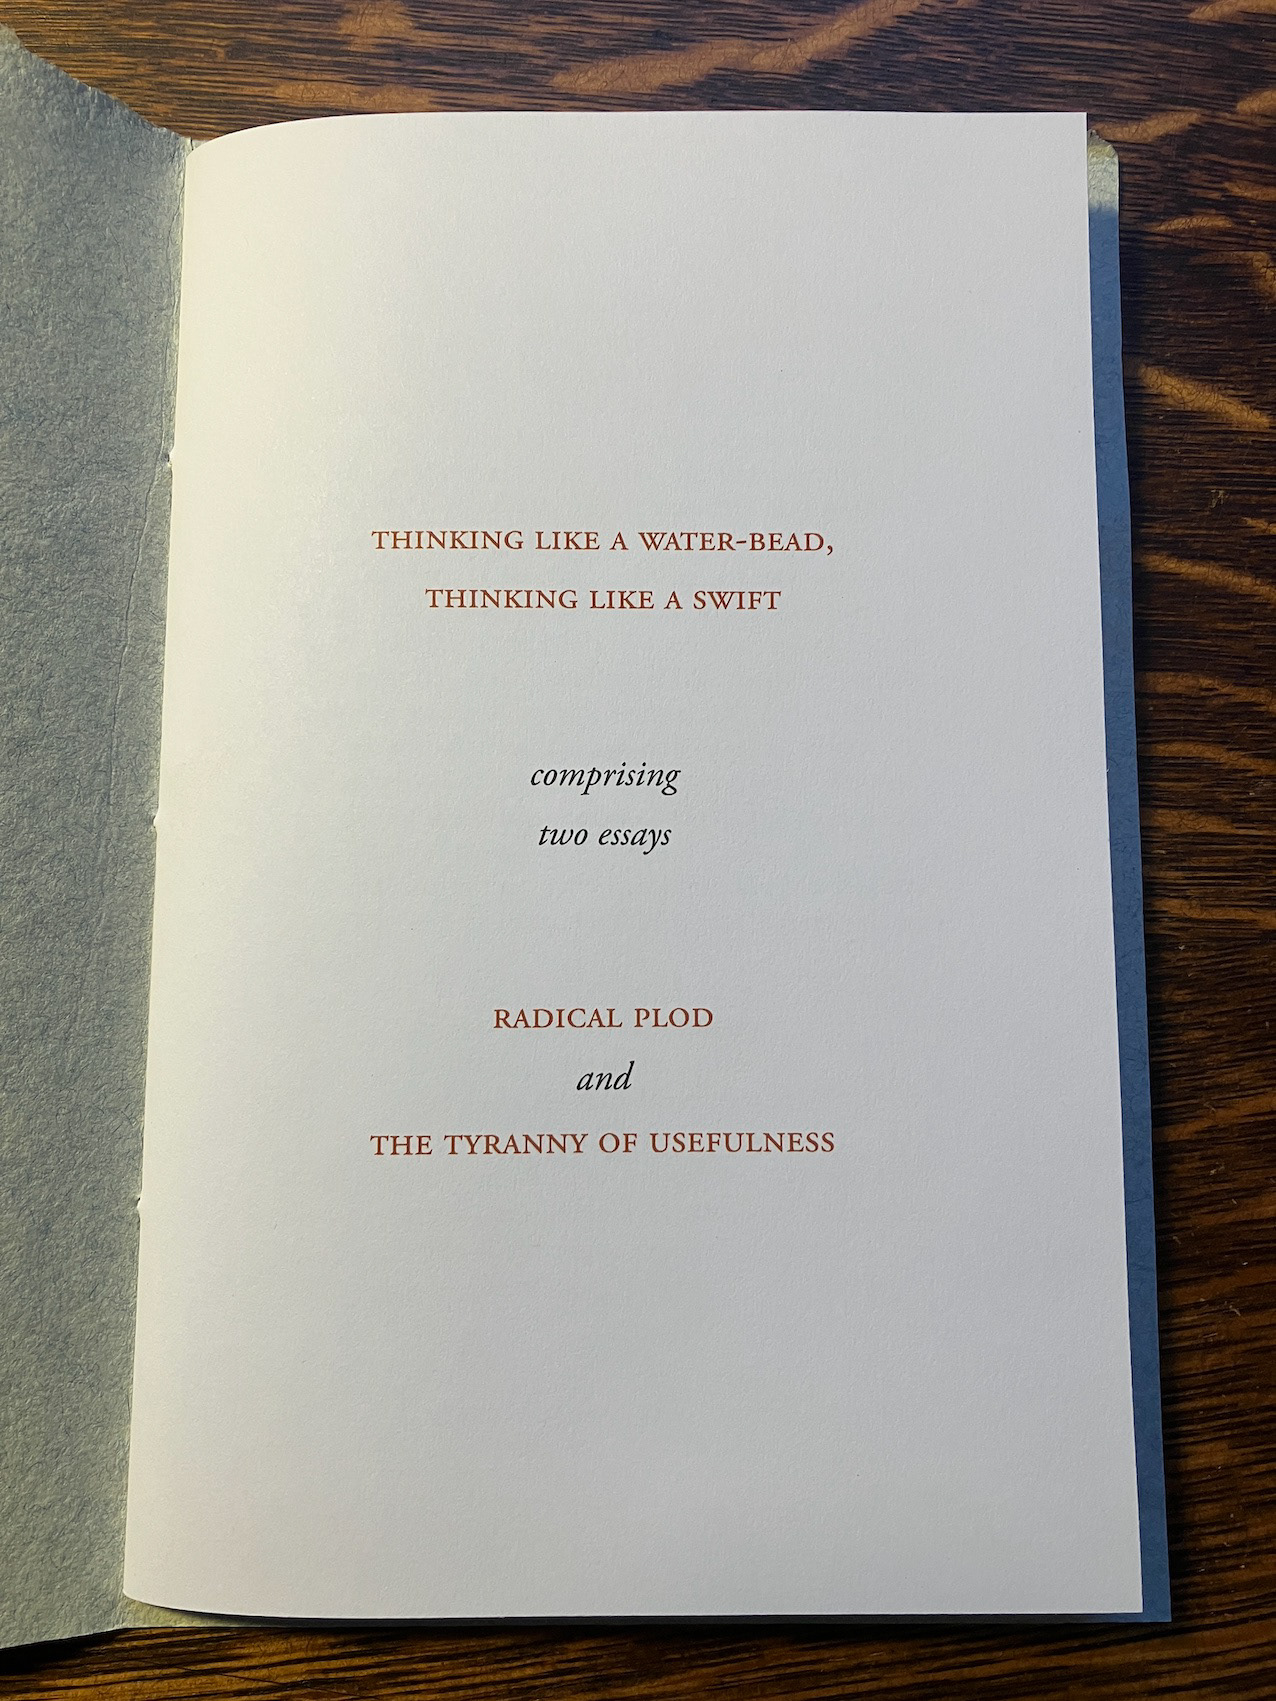 THINKING LIKE A WATER-BEAD,
THINKING LIKE A SWIFT
comprising
two essays
RADICAL PLOD
and
THE TYRANNY OF USEFULNESS